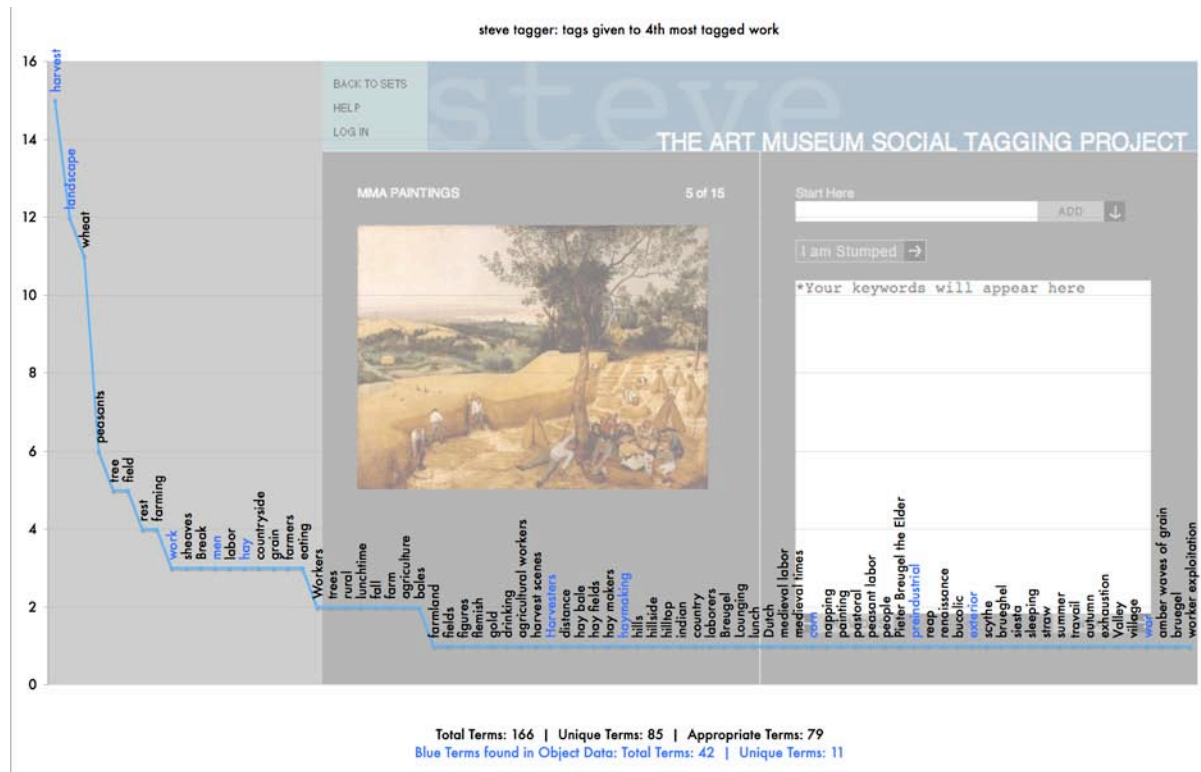 steve tagger: tags given to 4th most tagged work
16
14
12
10
8
6
4
2
0
steve
BACK TO SETS
HELP
LOG IN
THE ART MUSEUM SOCIAL TAGGING PROJECT
MMA PAINTINGS
5 of 15
Start Here
ADD
I am Stumped
*Your keywords will appear here
harvest
landscape
wheat
peasants
tree
field
rest
farming
work
sheaves
Break
men
labor
hay
countryside
grain
farmers
eating
Workers
trees
rural
lunchtime
fall
farm
agriculture
bales
farmland
fields
figures
flemish
gold
drinking
agricultural workers
harvest scenes
Harvesters
distance
hay bale
hay fields
hay makers
haymaking
hills
hillside
hilltop
indian
country
laborers
Breugel
Lounging
lunch
Dutch
medieval labor
medieval times
corn
napping
painting
pastoral
peasant labor
people
Pieter Breugel the Elder
preindustrial
reap
renaissance
bucolic
exterior
scythe
brueghel
siesta
sleeping
straw
summer
travail
autumn
exhaustion
Valley
village
war
amber waves of grain
bruegel
worker exploitation
Total Terms: 166 | Unique Terms: 85 | Appropriate Terms: 79
Blue Terms found in Object Data: Total Terms: 42 | Unique Terms: 11